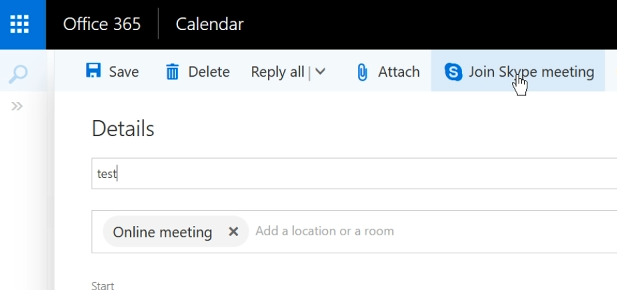 Office 365 Calendar
Save Delete Reply all | Attach Join Skype meeting
Details
test
Online meeting Add a location or a room
Start